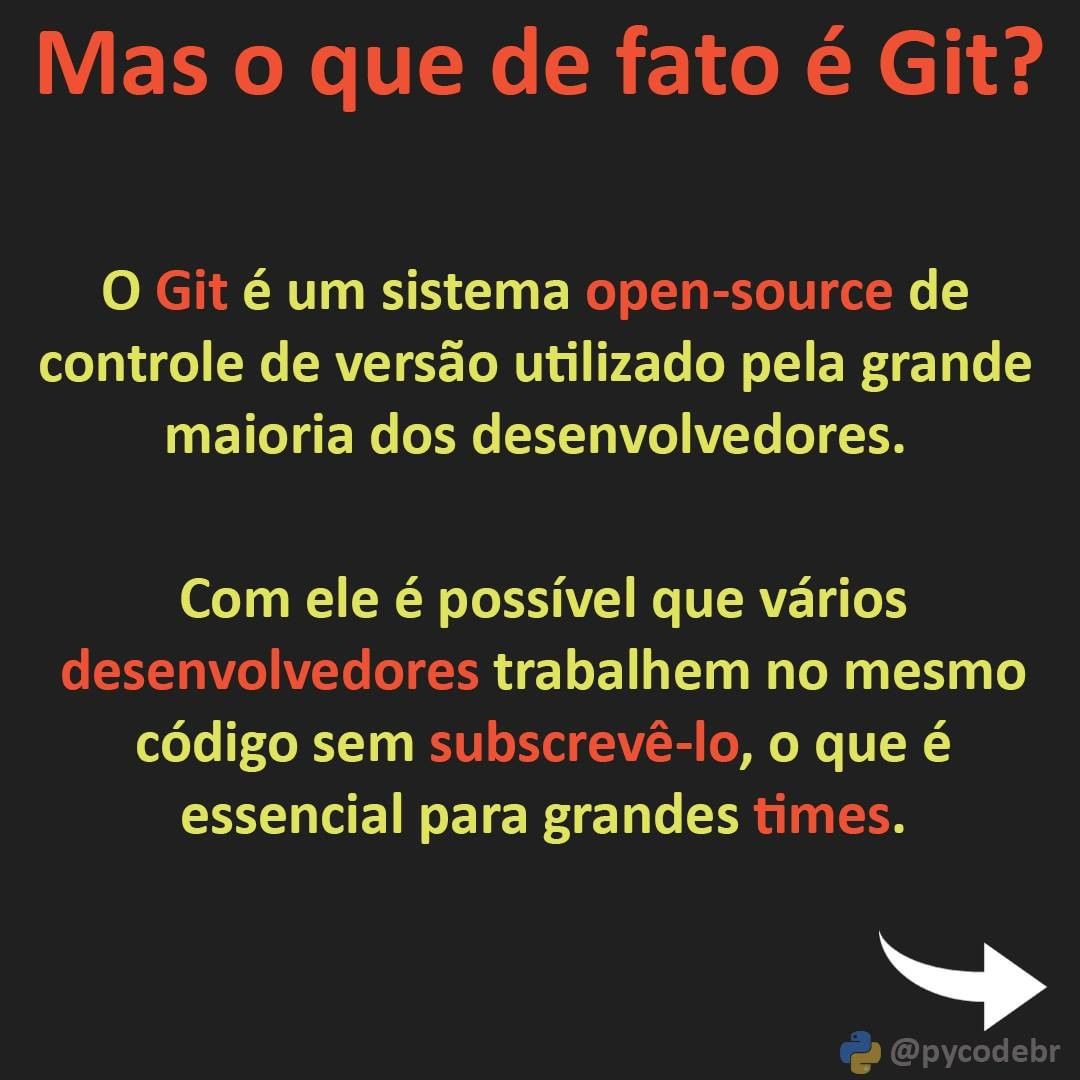 Mas o que de fato é Git?
O Git é um sistema open-source de
controle de versão utilizado pela grande
maioria dos desenvolvedores.
Com ele é possível que vários
desenvolvedores trabalhem no mesmo
código sem subscrevê-lo, o que é
essencial para grandes times.
@pycodebr